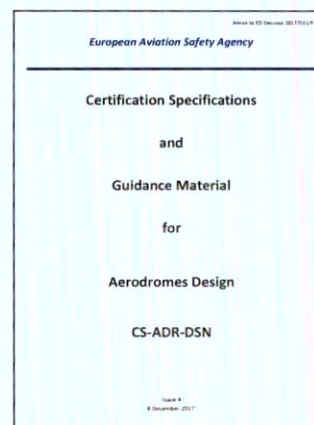 European Aviation Safety Agency
Certification Specifications
and
Guidance Material
for
Aerodromes Design
CS-ADR-DSN
Issue 4
8 December 2017